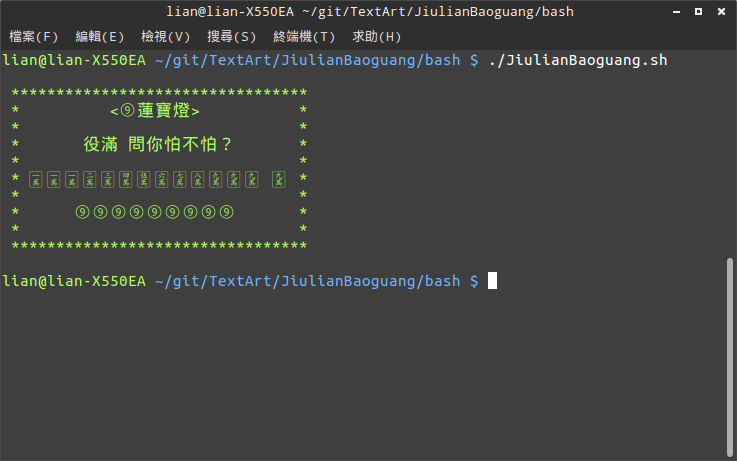 lian@lian-X550EA ~/git/TextArt/JiulianBaoguang/bash
檔案(F) 編輯(E) 檢視(V) 搜尋(S) 終端機(T) 求助(H)
lian@lian-X550EA ~/git/TextArt/JiulianBaoguang/bash $ ./JiulianBaoguang.sh
*********************************
* <⑨蓮寶燈> *
* *
* 役滿 問你怕不怕？ *
* *
* 🀇🀇🀇🀈🀉🀊🀋🀌🀍🀎🀏🀏🀏 🀏 *
* *
* ⑨⑨⑨⑨⑨⑨⑨⑨⑨ *
* *
*********************************
lian@lian-X550EA ~/git/TextArt/JiulianBaoguang/bash $